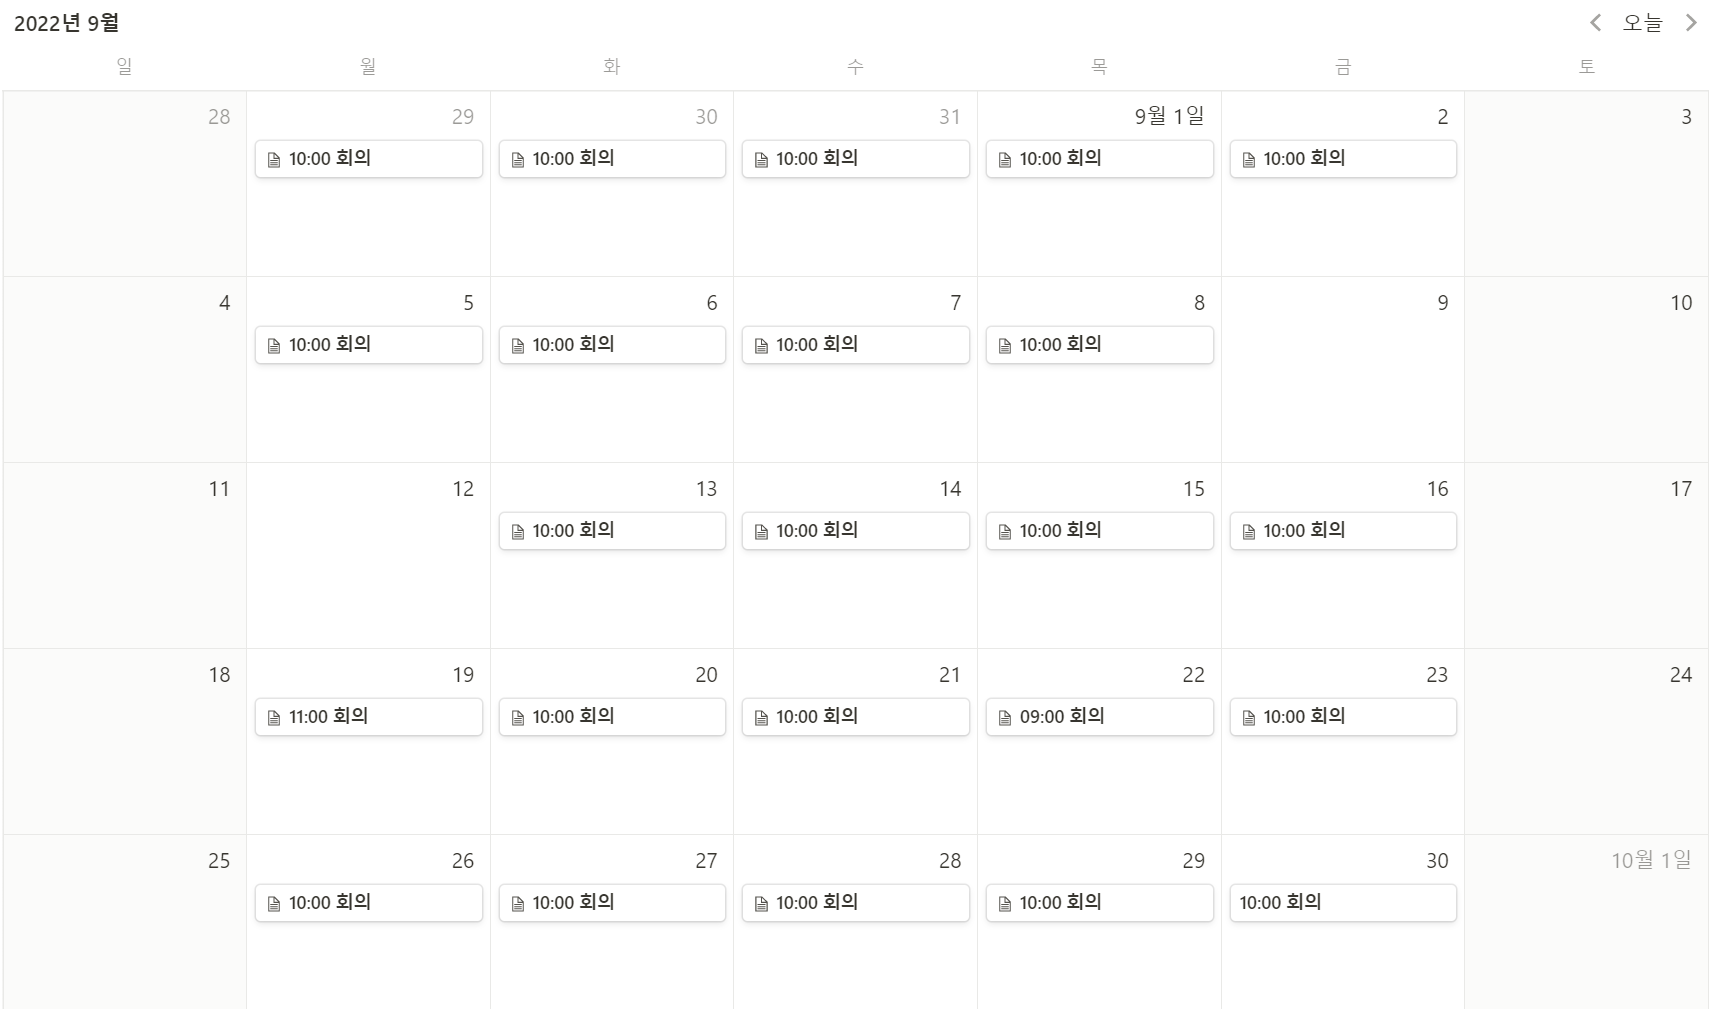 2022년 9월
오늘
일 월 화 수 목 금 토
28 29 30 31 9월 1일 2 3
10:00 회의 10:00 회의 10:00 회의 10:00 회의 10:00 회의
4 5 6 7 8 9 10
10:00 회의 10:00 회의 10:00 회의 10:00 회의
11 12 13 14 15 16 17
10:00 회의 10:00 회의 10:00 회의 10:00 회의
18 19 20 21 22 23 24
11:00 회의 10:00 회의 10:00 회의 09:00 회의 10:00 회의
25 26 27 28 29 30 10월 1일
10:00 회의 10:00 회의 10:00 회의 10:00 회의 10:00 회의